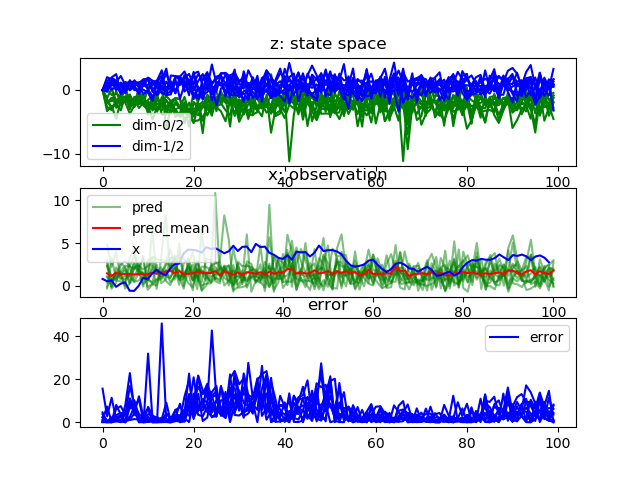 z: state space
0
−10
dim-0/2
dim-1/2
0 20 40 60 80 100
x: observation
10
5
0
pred
pred_mean
x
0 20 40 60 80 100
error
40
20
0
error
0 20 40 60 80 100